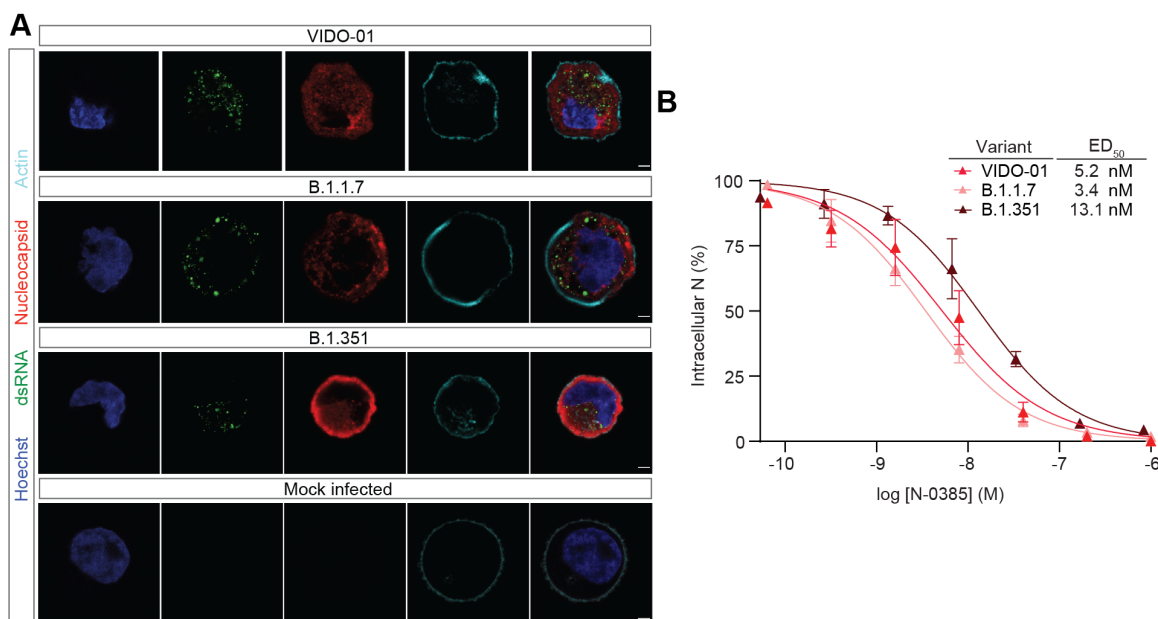 A
VIDO-01
B.1.1.7
B.1.351
Mock infected
Hoechst dsRNA Nucleocapsid Actin
B
Variant ED50
VIDO-01 5.2 nM
B.1.1.7 3.4 nM
B.1.351 13.1 nM
100
75
50
25
0
Intracellular N (%)
-10 -9 -8 -7 -6
log [N-0385] (M)